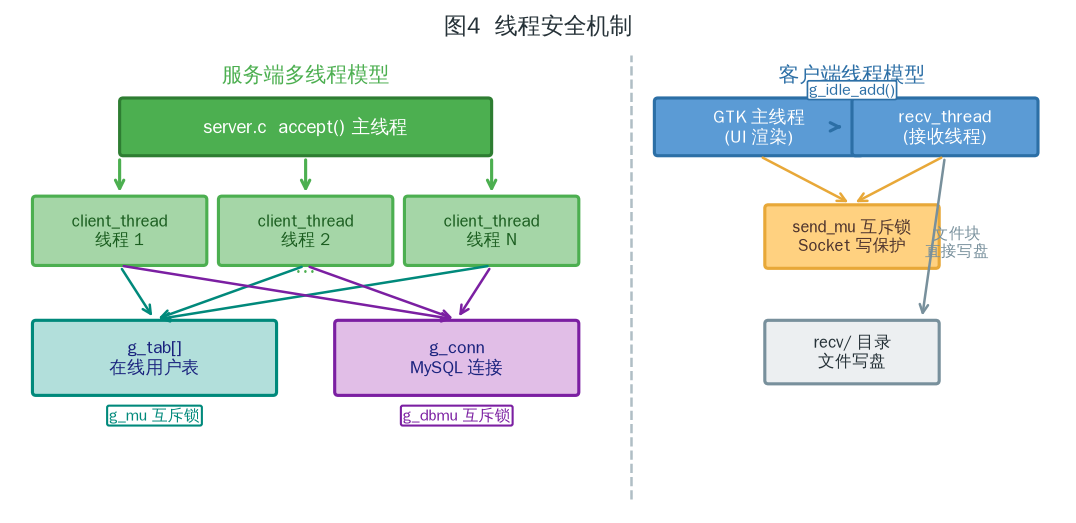 图4  线程安全机制
服务端多线程模型
server.c  accept() 主线程
client_thread
线程 1
client_thread
线程 2
client_thread
线程 N
...
g_tab[]
在线用户表
g_conn
MySQL 连接
g_mu 互斥锁
g_dbmu 互斥锁
客户端线程模型
g_idle_add()
GTK 主线程
(UI 渲染)
recv_thread
(接收线程)
send_mu 互斥锁
Socket 写保护
文件块
直接写盘
recv/ 目录
文件写盘